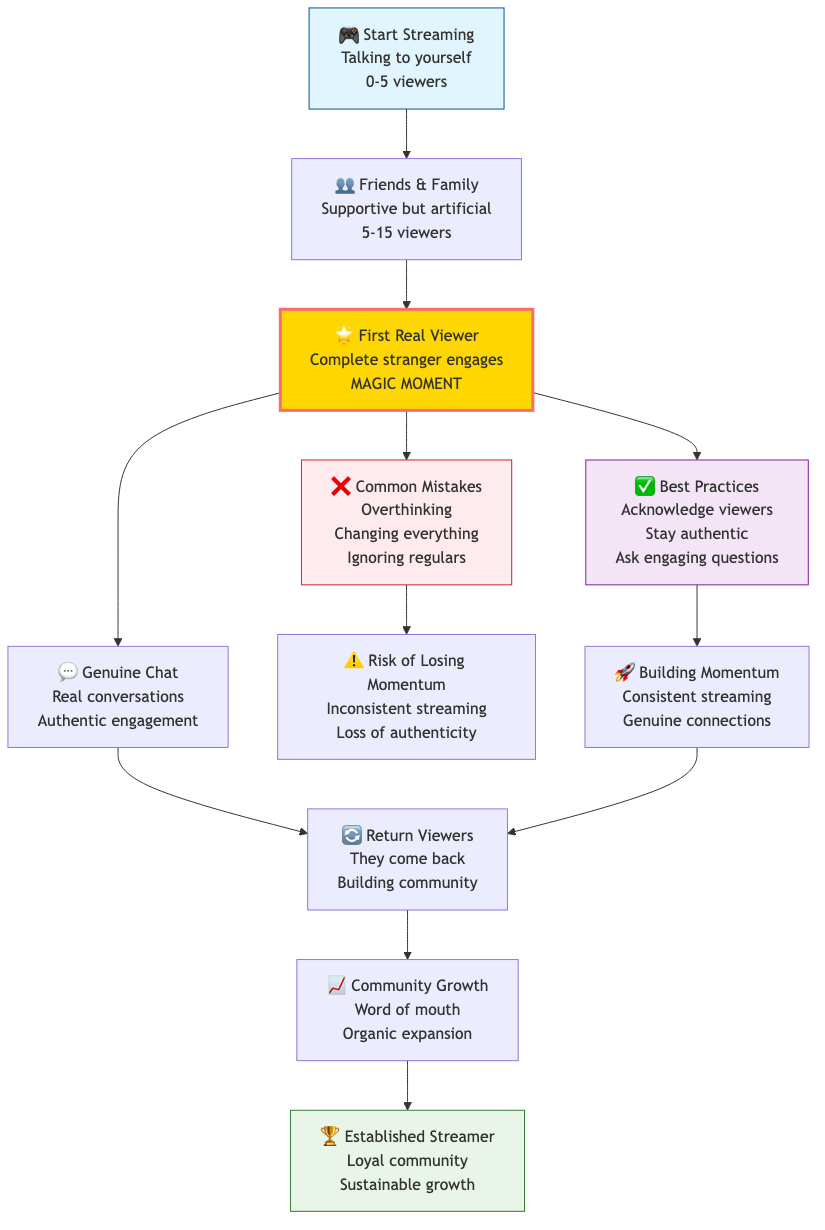 🎮 Start Streaming
Talking to yourself
0-5 viewers
👥 Friends & Family
Supportive but artificial
5-15 viewers
🌟 First Real Viewer
Complete stranger engages
MAGIC MOMENT
❌ Common Mistakes
Overthinking
Changing everything
Ignoring regulars
✅ Best Practices
Acknowledge viewers
Stay authentic
Ask engaging questions
💬 Genuine Chat
Real conversations
Authentic engagement
⚠️ Risk of Losing
Momentum
Inconsistent streaming
Loss of authenticity
🚀 Building Momentum
Consistent streaming
Genuine connections
🔄 Return Viewers
They come back
Building community
📈 Community Growth
Word of mouth
Organic expansion
🏆 Established Streamer
Loyal community
Sustainable growth